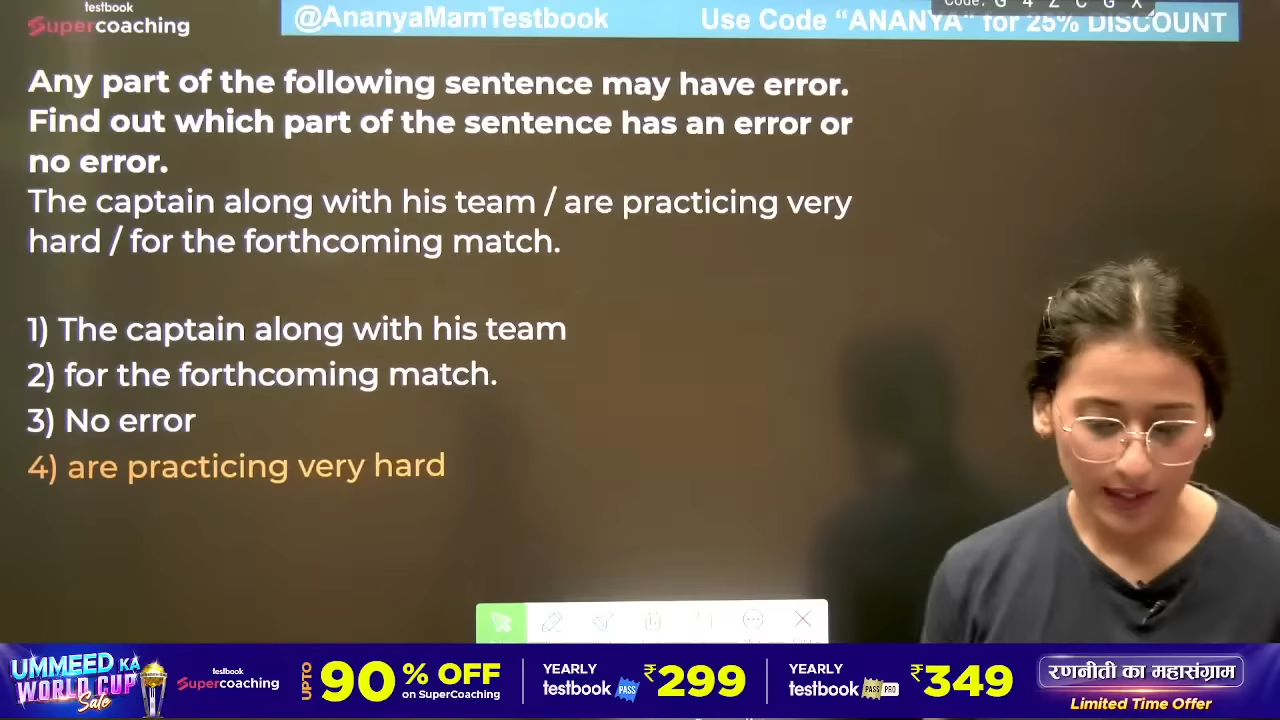 testbook
Supercoaching
@AnanyaMamTestbook
Use Code “ANANYA” for 25% DISCOUNT
Code: G 4 Z C G X
Any part of the following sentence may have error.
Find out which part of the sentence has an error or
no error.
The captain along with his team / are practicing very
hard / for the forthcoming match.
1) The captain along with his team
2) for the forthcoming match.
3) No error
4) are practicing very hard
UMMEED KA
WORLD CUP
Sale
testbook
Supercoaching
UPTO
90% OFF
on SuperCoaching
YEARLY
testbook PASS
₹299
YEARLY
testbook PASS PRO
₹349
रणनीती का महासंग्राम
Limited Time Offer